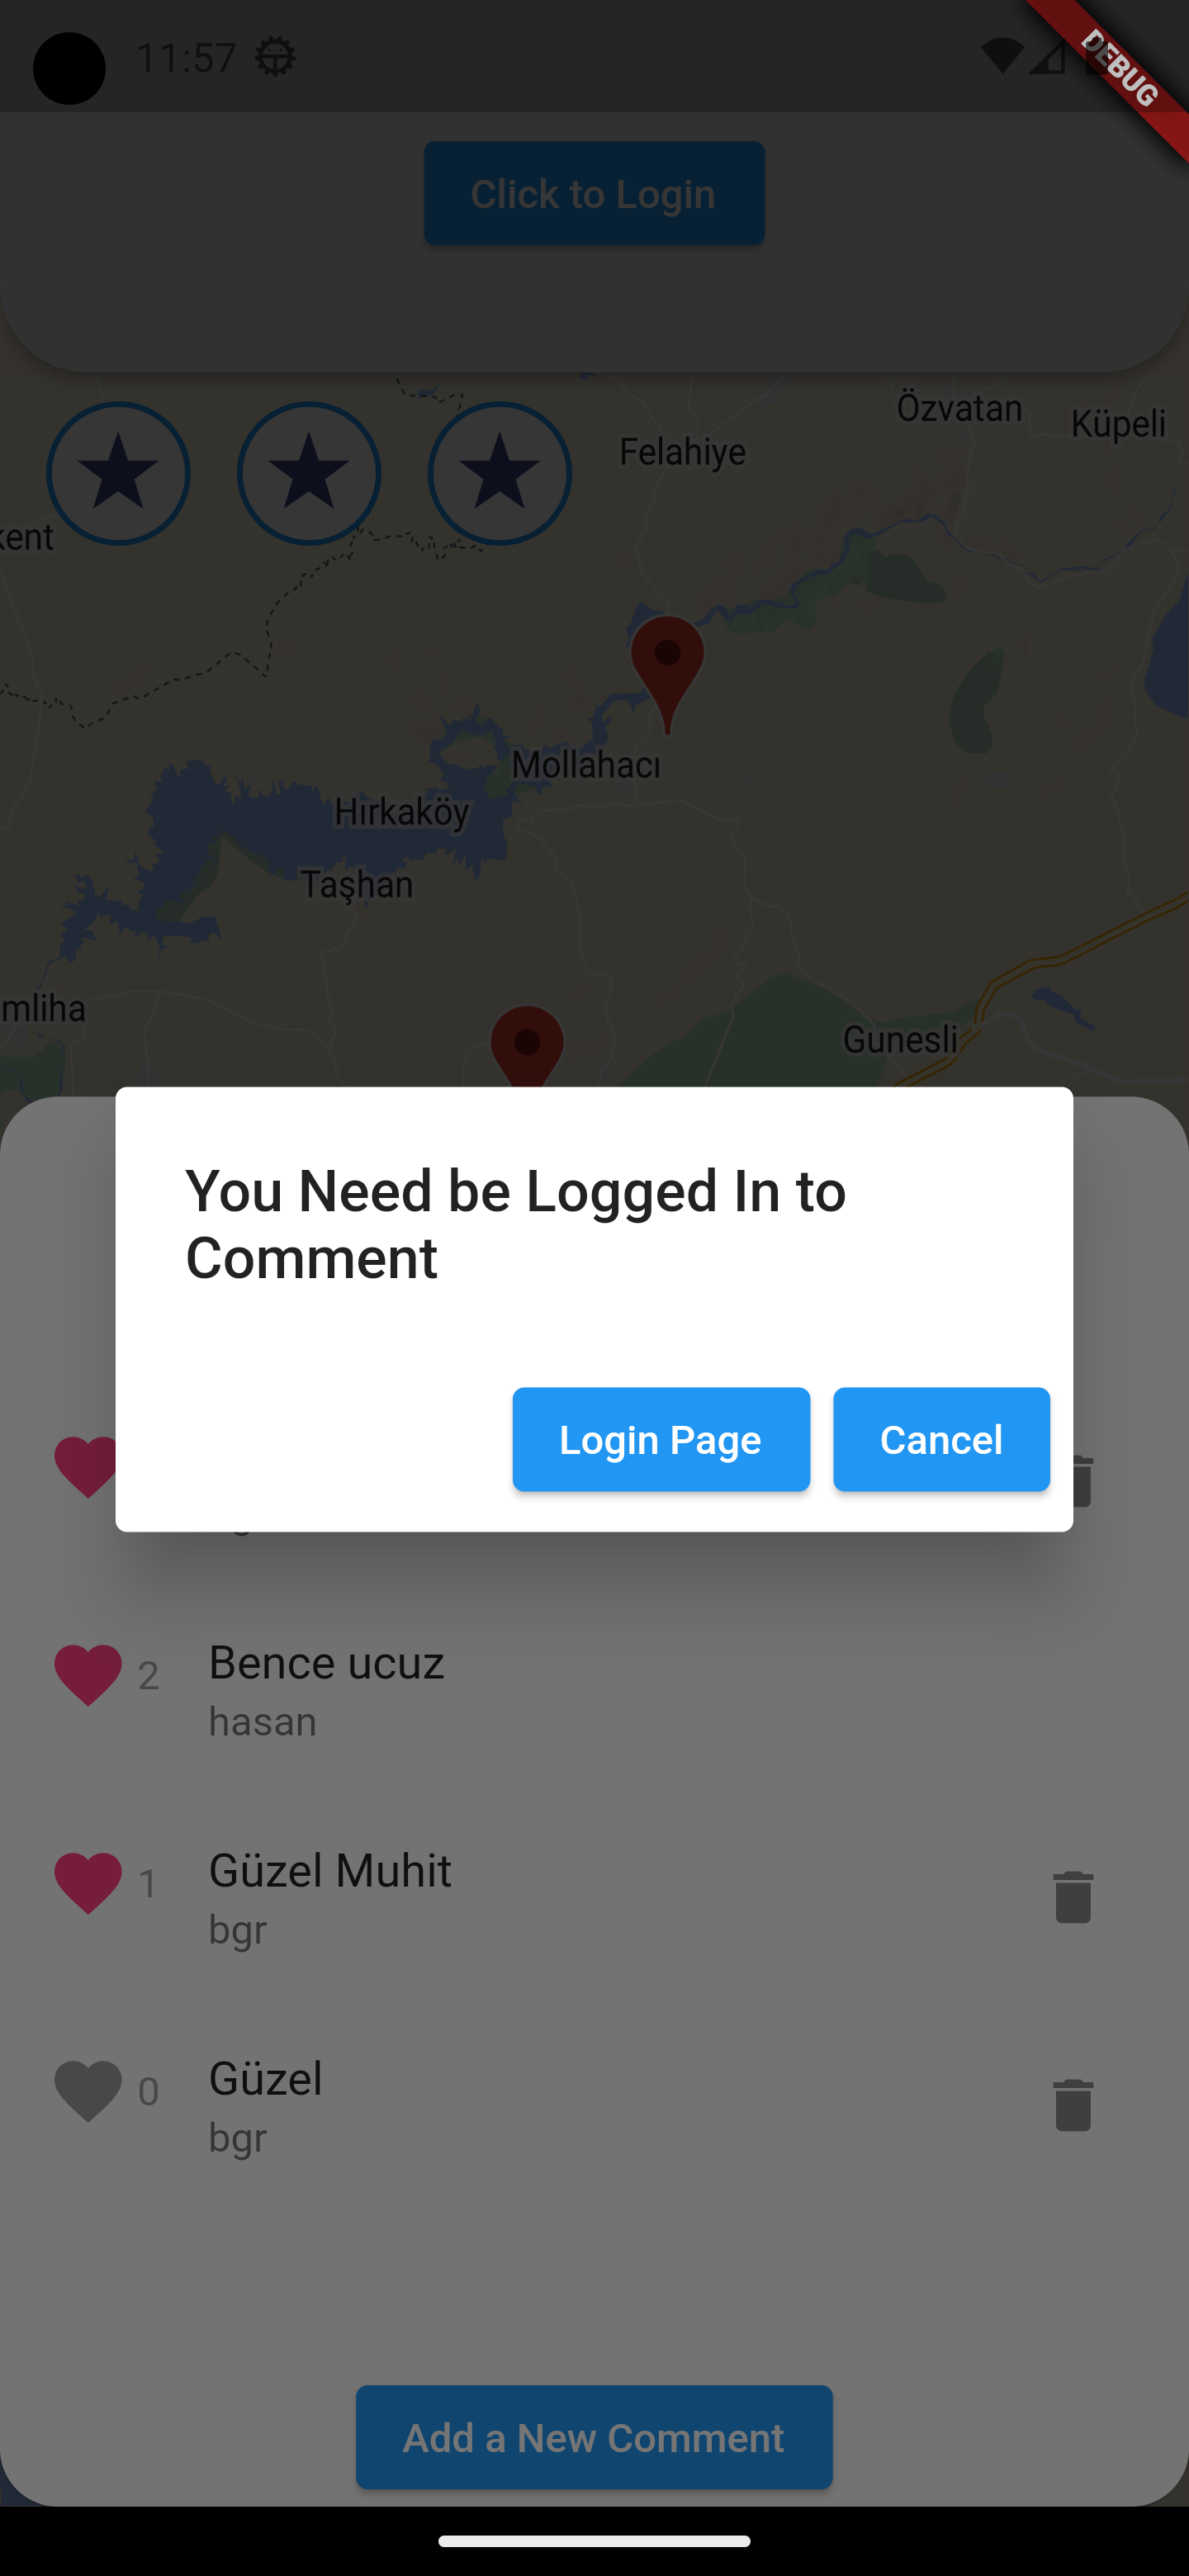 11:57
DEBUG
Click to Login
Özvatan
Küpeli
Felahiye
kent
Mollahacı
Hırkaköy
Taşhan
mliha
Gunesli
You Need be Logged In to
Comment
Login Page
Cancel
2
Bence ucuz
hasan
1
Güzel Muhit
bgr
0
Güzel
bgr
Add a New Comment